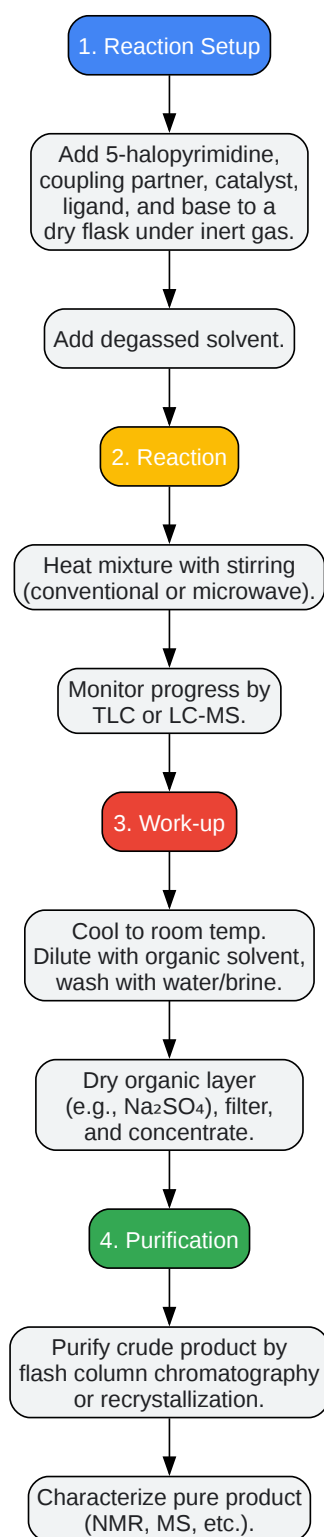 1. Reaction Setup
Add 5-halopyrimidine,
coupling partner, catalyst,
ligand, and base to a
dry flask under inert gas.
Add degassed solvent.
2. Reaction
Heat mixture with stirring
(conventional or microwave).
Monitor progress by
TLC or LC-MS.
3. Work-up
Cool to room temp.
Dilute with organic solvent,
wash with water/brine.
Dry organic layer
(e.g., Na₂SO₄), filter,
and concentrate.
4. Purification
Purify crude product by
flash column chromatography
or recrystallization.
Characterize pure product
(NMR, MS, etc.).